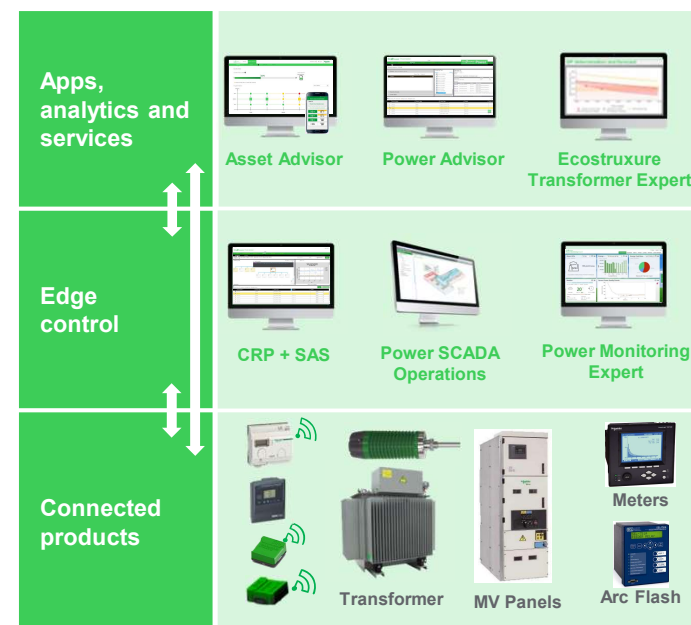 Apps,
analytics and
services
Asset Advisor
Power Advisor
Ecostruxure
Transformer Expert
Edge
control
CRP + SAS
Power SCADA
Operations
Power Monitoring
Expert
Connected
products
Transformer
MV Panels
Meters
Arc Flash